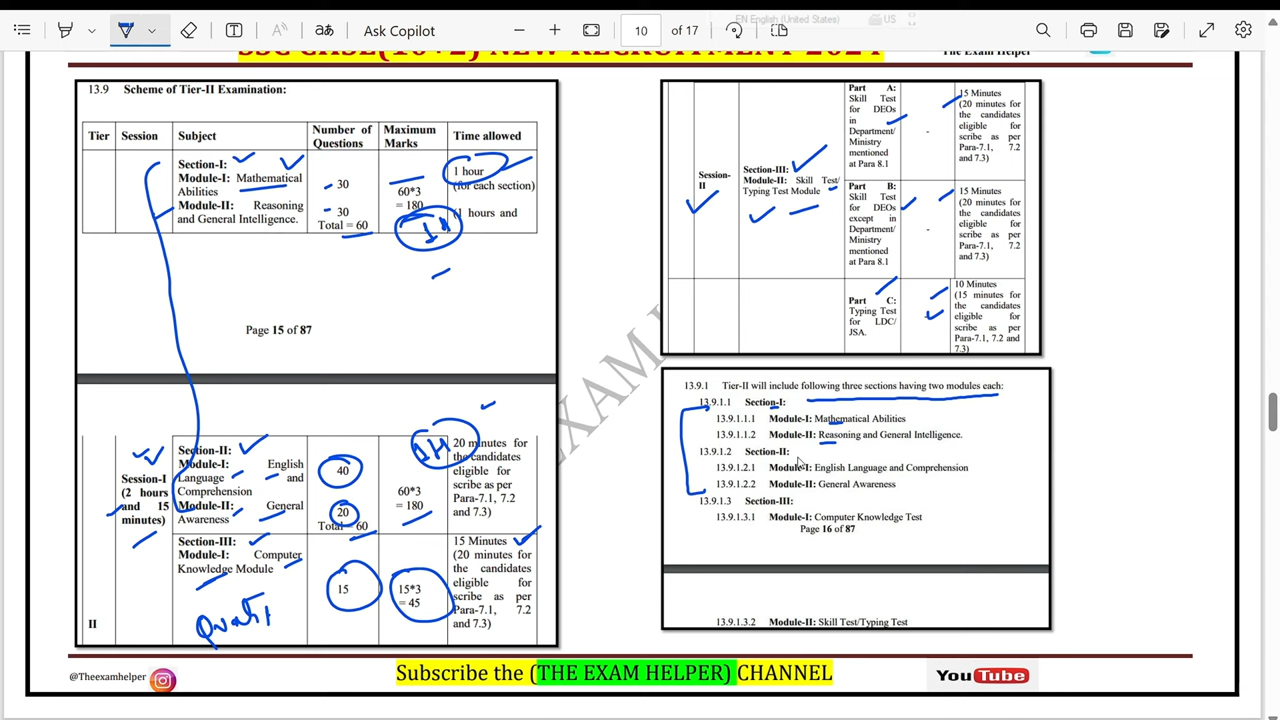 EN English (United States)
US
Ask Copilot
10 of 17
SSC CHSL(10+2) NEW RECRUITMENT 2024
The Exam Helper
13.9 Scheme of Tier-II Examination:
Tier Session Subject Number of Questions Maximum Marks Time allowed
Section-I:
Module-I: Mathematical
Abilities
Module-II: Reasoning
and General Intelligence.
30
30
Total = 60
60*3
= 180
1 hour
(for each section)
(1 hours and
1H
Page 15 of 87
II
Session-I
(2 hours
and 15
minutes)
Section-II:
Module-I: English
Language and
Comprehension
Module-II: General
Awareness
40
20
Total = 60
60*3
= 180
1H
20 minutes for
the candidates
eligible for
scribe as per
Para-7.1, 7.2
and 7.3)
Section-III:
Module-I: Computer
Knowledge Module
15
15*3
= 45
15 Minutes
(20 minutes for
the candidates
eligible for
scribe as per
Para-7.1, 7.2
and 7.3)
Session-
II
Section-III:
Module-II: Skill Test/
Typing Test Module
Part A:
Skill Test
for DEOs
in
Department/
Ministry
mentioned
at Para 8.1
-
15 Minutes
(20 minutes for
the candidates
eligible for
scribe as per
Para-7.1, 7.2
and 7.3)
Part B:
Skill Test
for DEOs
except in
Department/
Ministry
mentioned
at Para 8.1
-
15 Minutes
(20 minutes for
the candidates
eligible for
scribe as per
Para-7.1, 7.2
and 7.3)
Part C:
Typing Test
for LDC/
JSA.
10 Minutes
(15 minutes for
the candidates
eligible for
scribe as per
Para-7.1, 7.2 and
7.3)
13.9.1 Tier-II will include following three sections having two modules each:
13.9.1.1 Section-I:
13.9.1.1.1 Module-I: Mathematical Abilities
13.9.1.1.2 Module-II: Reasoning and General Intelligence.
13.9.1.2 Section-II:
13.9.1.2.1 Module-I: English Language and Comprehension
13.9.1.2.2 Module-II: General Awareness
13.9.1.3 Section-III:
13.9.1.3.1 Module-I: Computer Knowledge Test
Page 16 of 87
13.9.1.3.2 Module-II: Skill Test/Typing Test
EXAM
@Theexamhelper
Subscribe the (THE EXAM HELPER) CHANNEL
YouTube